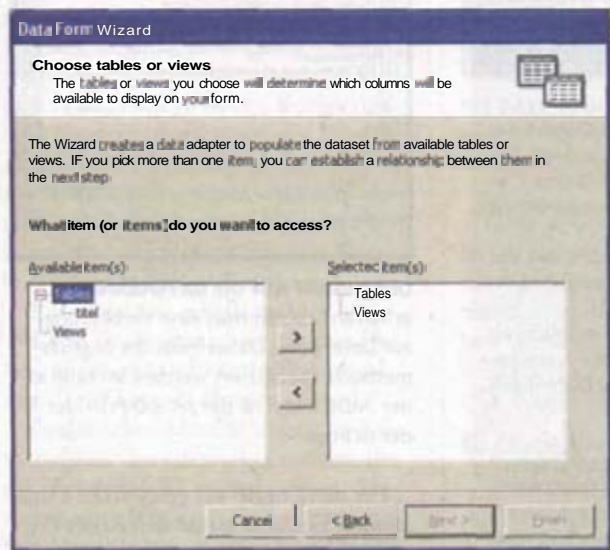 Data Form Wizard
Choose tables or views
The tables or views you choose will determine which columns will be
available to display on your form.
The Wizard creates a data adapter to populate the dataset from available tables or
views. IF you pick more than one item, you can establish a relationship between them in
the next step.
What item (or items) do you want to access?
Available item(s):
Tables
titel
Views
Selected item(s):
Tables
Views
>
<
Cancel
< Back
Next >
Finish